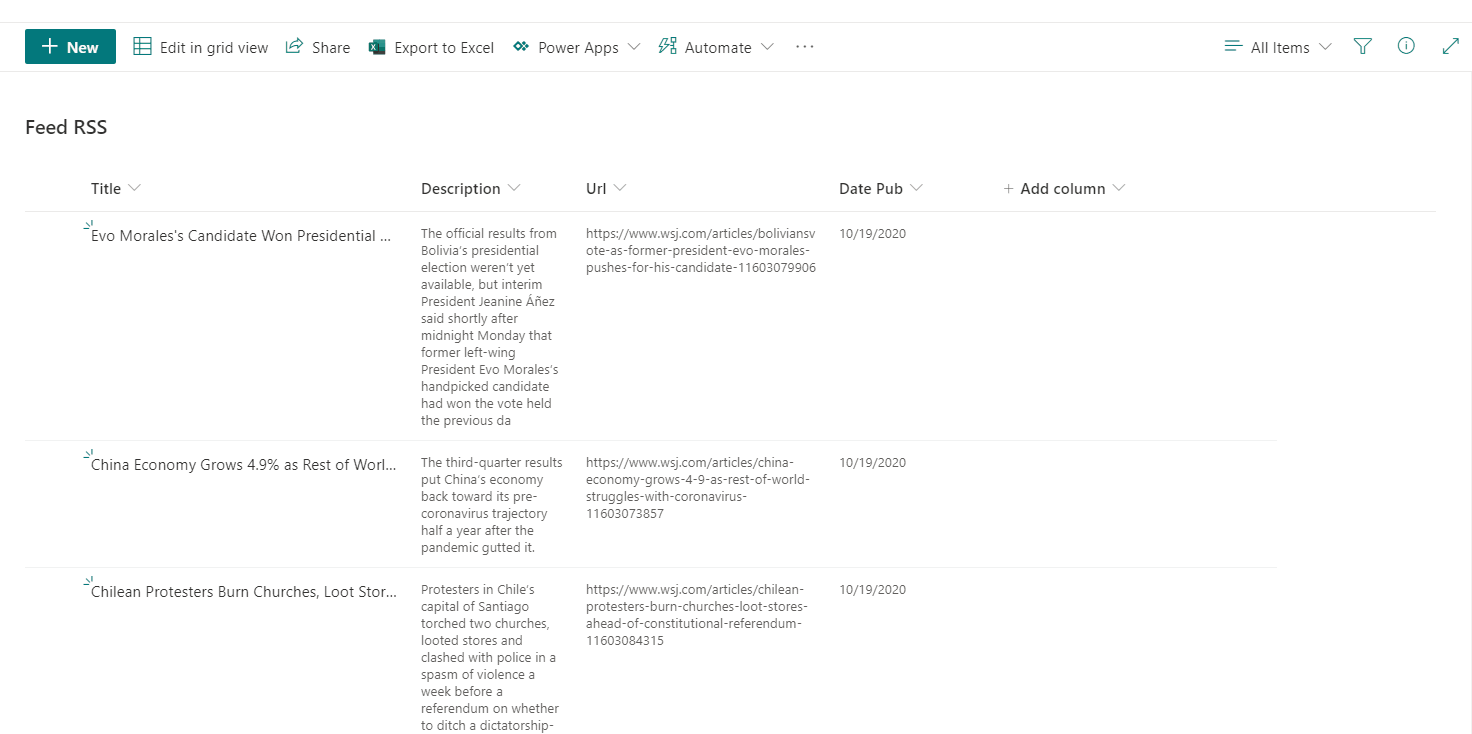 New Edit in grid view Share Export to Excel Power Apps Automate ··· All Items
Feed RSS
Title Description Url Date Pub + Add column
Evo Morales's Candidate Won Presidential ...
The official results from
Bolivia’s presidential
election weren’t yet
available, but interim
President Jeanine Áñez
said shortly after
midnight Monday that
former left-wing
President Evo Morales’s
handpicked candidate
had won the vote held
the previous da
https://www.wsj.com/articles/boliviansv
ote-as-former-president-evo-morales-
pushes-for-his-candidate-11603079906
10/19/2020
China Economy Grows 4.9% as Rest of Worl...
The third-quarter results
put China’s economy
back toward its pre-
coronavirus trajectory
half a year after the
pandemic gutted it.
https://www.wsj.com/articles/china-
economy-grows-4-9-as-rest-of-world-
struggles-with-coronavirus-
11603073857
10/19/2020
Chilean Protesters Burn Churches, Loot Stor...
Protesters in Chile’s
capital of Santiago
torched two churches,
looted stores and
clashed with police in a
spasm of violence a
week before a
referendum on whether
to ditch a dictatorship-
https://www.wsj.com/articles/chilean-
protesters-burn-churches-loot-stores-
ahead-of-constitutional-referendum-
11603084315
10/19/2020